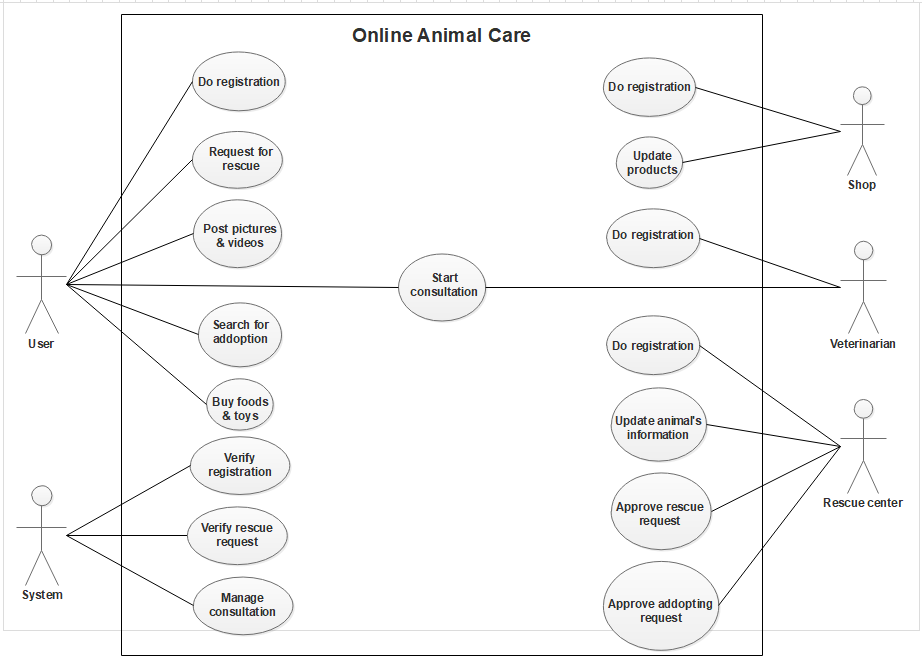 Online Animal Care
Do registration
Request for
rescue
Post pictures
& videos
Start
consultation
Search for
addoption
Buy foods
& toys
Verify
registration
Verify rescue
request
Manage
consultation
Do registration
Update
products
Do registration
Do registration
Update animal's
information
Approve rescue
request
Approve addopting
request
User
System
Shop
Veterinarian
Rescue center